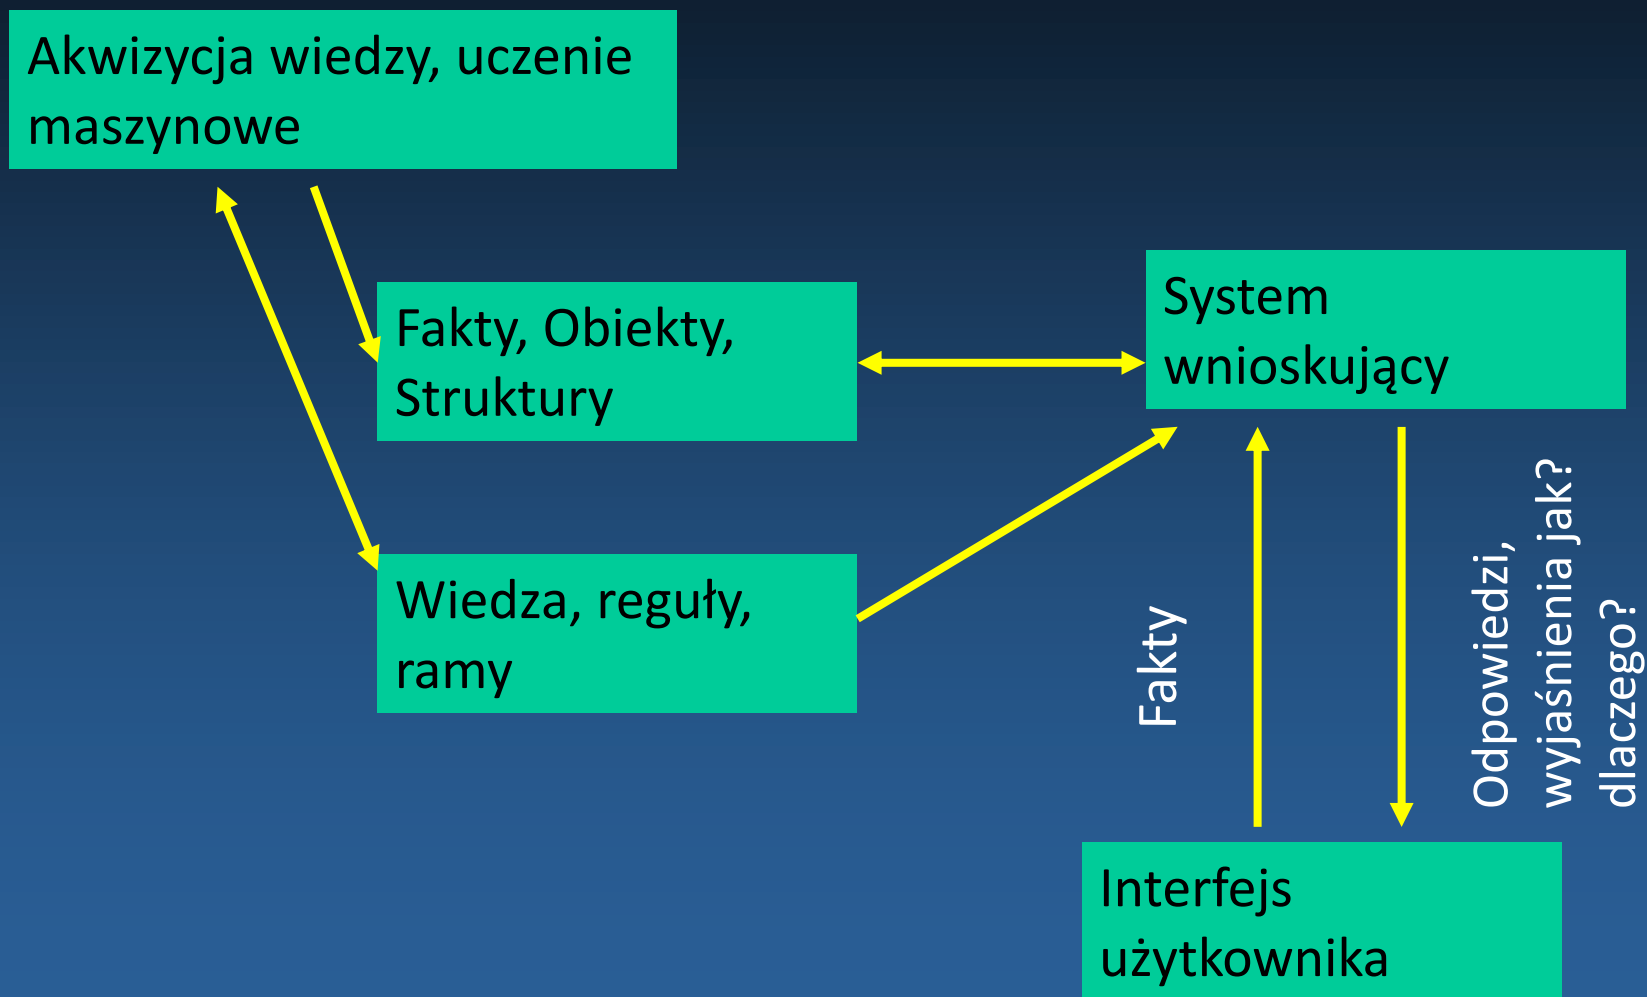 Akwizycja wiedzy, uczenie
maszynowe
Fakty, Obiekty,
Struktury
System
wnioskujący
Wiedza, reguły,
ramy
Fakty
Odpowiedzi,
wyjaśnienia jak?
dlaczego?
Interfejs
użytkownika